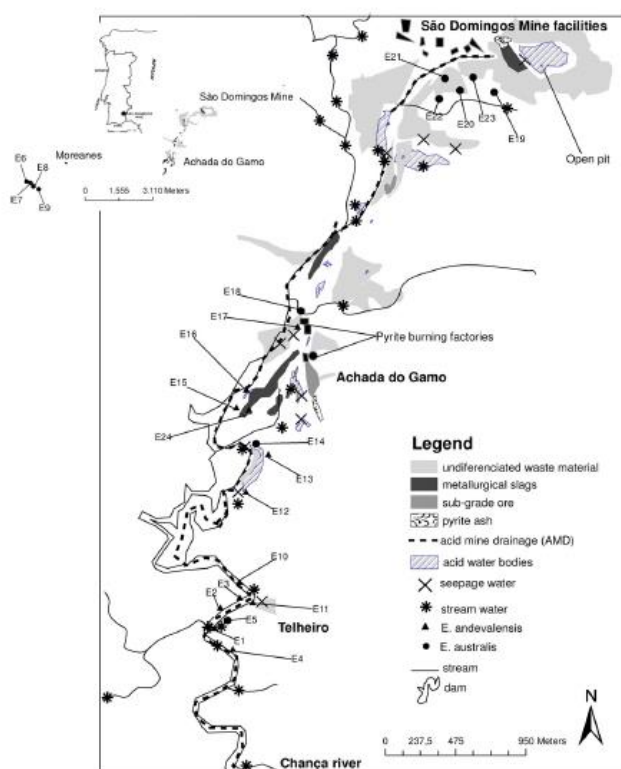 São Domingos Mine facilities
E21
E22
E20
E23
E19
Open pit
São Domingos Mine
Achada do Gamo
Moreanes
E6
E8
E7
E9
0 1.555 3.110 Meters
E18
E17
E16
E15
E24
Pyrite burning factories
Achada do Gamo
E14
E13
E12
E10
E3
E2
E11
E5
Telheiro
E1
E4
Chança river
Legend
undiferenciated waste material
metallurgical slags
sub-grade ore
pyrite ash
acid mine drainage (AMD)
acid water bodies
seepage water
stream water
E. andevalensis
E. australis
stream
dam
N
0 237,5 475 950 Meters